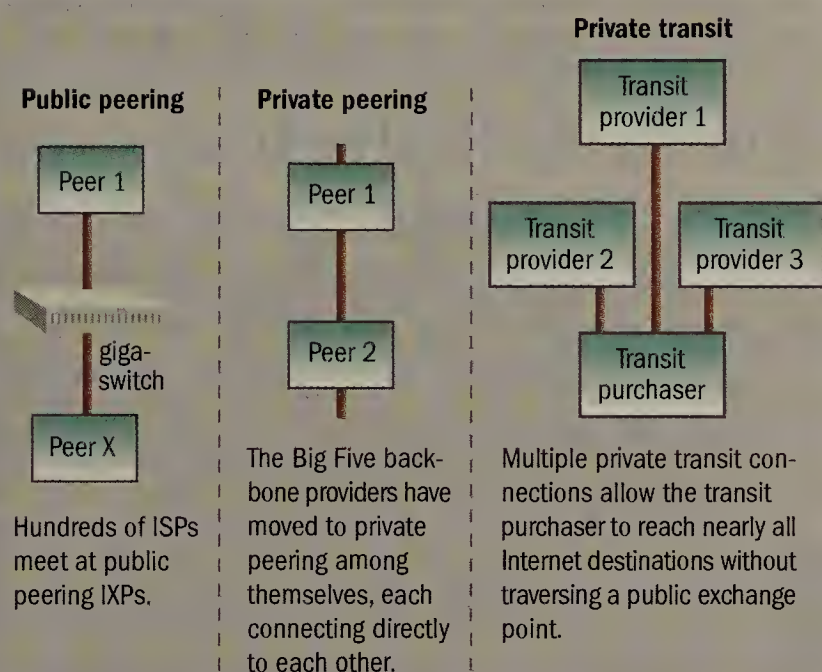 Public peering
Peer 1
giga-
switch
Peer X
Hundreds of ISPs
meet at public
peering IXPs.
Private peering
Peer 1
Peer 2
The Big Five back-
bone providers have
moved to private
peering among
themselves, each
connecting directly
to each other.
Private transit
Transit
provider 1
Transit
provider 2
Transit
provider 3
Transit
purchaser
Multiple private transit con-
nections allow the transit
purchaser to reach nearly all
Internet destinations without
traversing a public exchange
point.